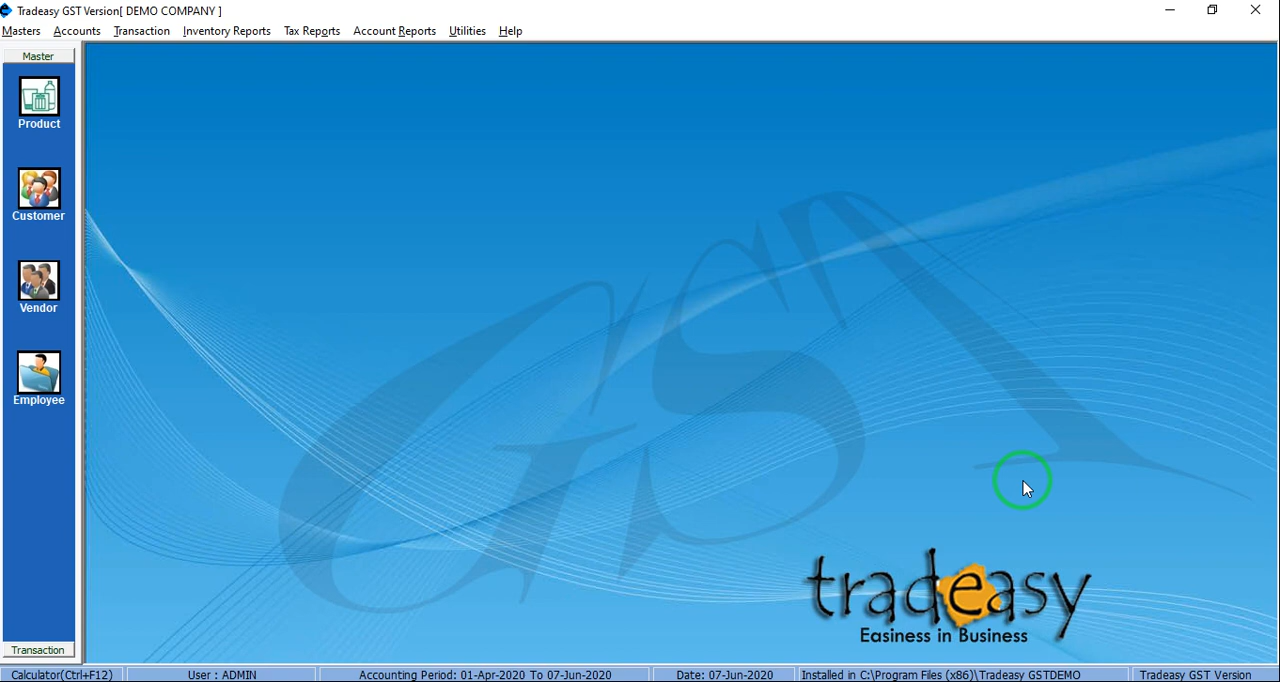 Tradeasy GST Version[ DEMO COMPANY ]
Masters Accounts Transaction Inventory Reports Tax Reports Account Reports Utilities Help
Master
Product
Customer
Vendor
Employee
GST
tradeasy
Easiness in Business
Transaction
Calculator(Ctrl+F12) User : ADMIN Accounting Period: 01-Apr-2020 To 07-Jun-2020 Date: 07-Jun-2020 Installed in C:\Program Files (x86)\Tradeasy GSTDEMO Tradeasy GST Version